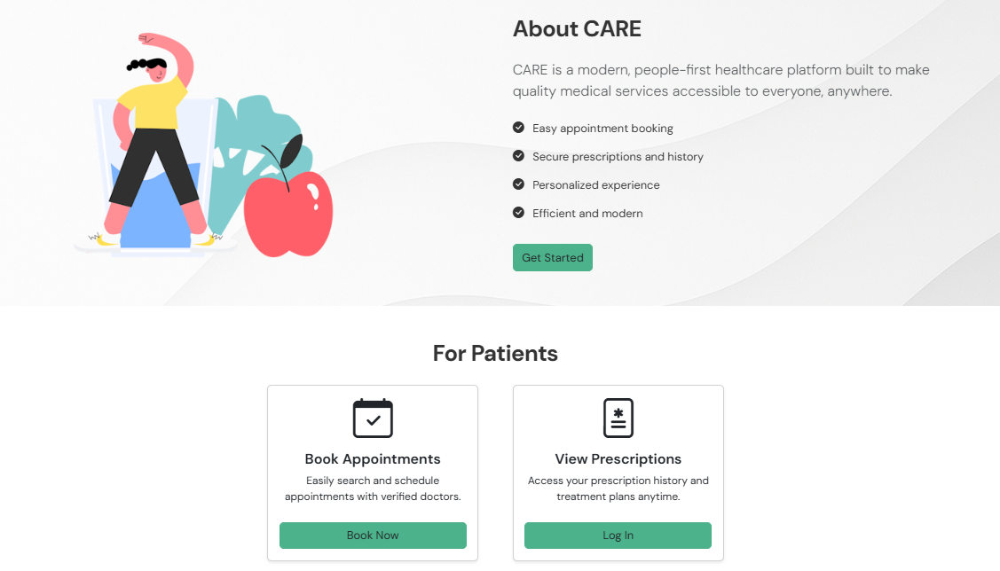 About CARE
CARE is a modern, people-first healthcare platform built to make
quality medical services accessible to everyone, anywhere.
Easy appointment booking
Secure prescriptions and history
Personalized experience
Efficient and modern
Get Started
For Patients
Book Appointments
Easily search and schedule
appointments with verified doctors.
Book Now
View Prescriptions
Access your prescription history and
treatment plans anytime.
Log In